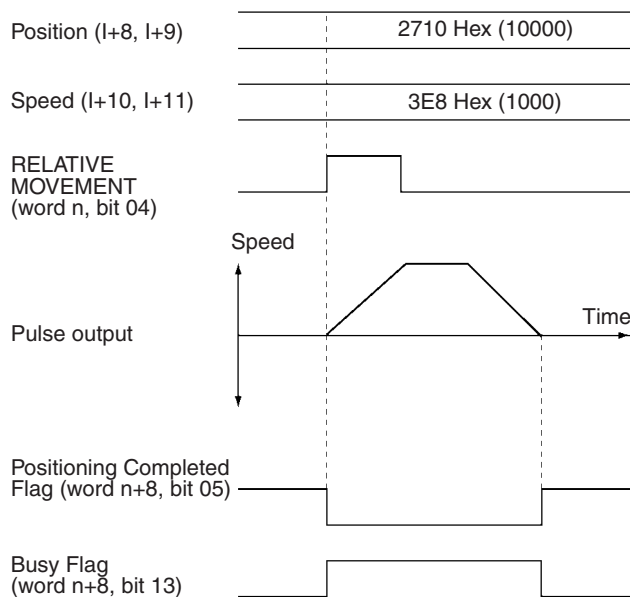 Position (l+8, l+9)
2710 Hex (10000)
Speed (l+10, l+11)
3E8 Hex (1000)
RELATIVE
MOVEMENT
(word n, bit 04)
Speed
Pulse output
Time
Positioning Completed
Flag (word n+8, bit 05)
Busy Flag
(word n+8, bit 13)